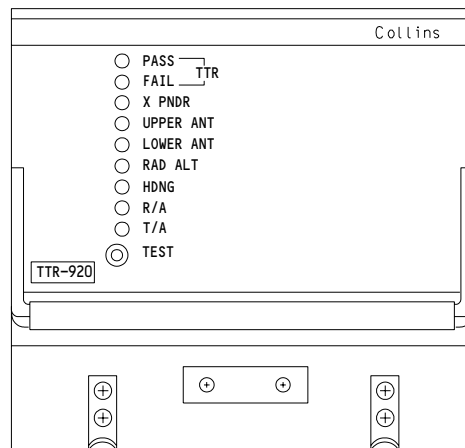 Collins
PASS
TTR
FAIL
X PNDR
UPPER ANT
LOWER ANT
RAD ALT
HDNG
R/A
T/A
TEST
TTR-920